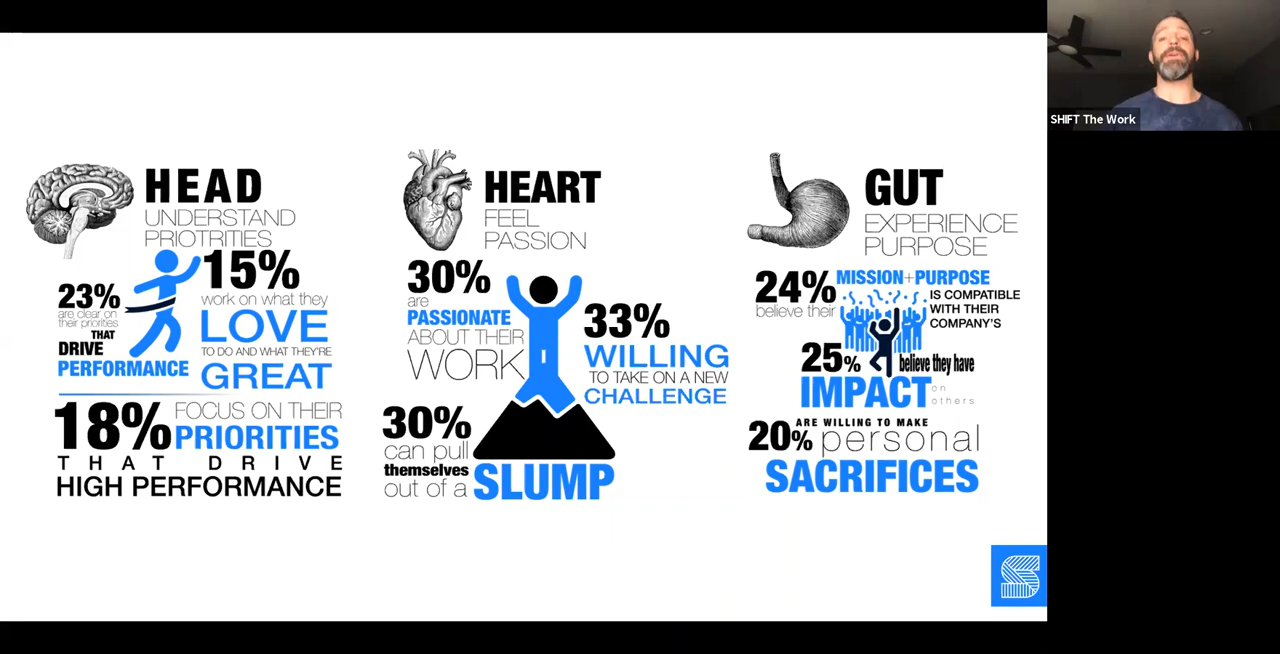 HEAD
UNDERSTAND
PRIOTRITIES
23%
are clear on
their priorities
THAT
DRIVE
PERFORMANCE
15%
work on what they
LOVE
TO DO AND WHAT THEY'RE
GREAT
18% FOCUS ON THEIR
PRIORITIES
THAT DRIVE
HIGH PERFORMANCE
HEART
FEEL
PASSION
30%
are
PASSIONATE
ABOUT THEIR
WORK
33%
WILLING
TO TAKE ON A NEW
CHALLENGE
30%
can pull
themselves
out of a SLUMP
GUT
EXPERIENCE
PURPOSE
24%
believe their
MISSION+PURPOSE
IS COMPATIBLE
WITH THEIR
COMPANY'S
25% believe they have
IMPACT on
others
ARE WILLING TO MAKE
20% personal
SACRIFICES
S
SHIFT The Work